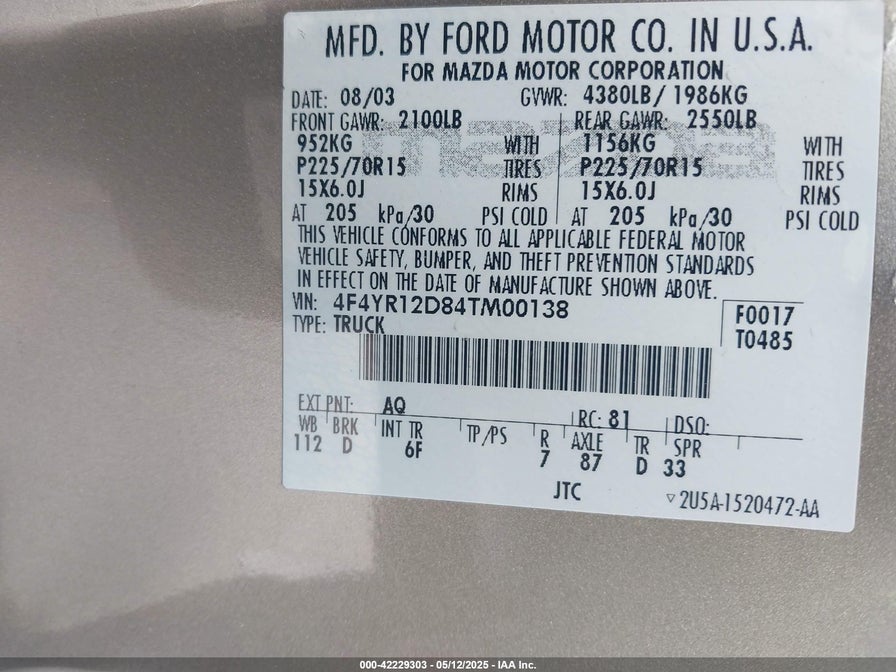 MFD. BY FORD MOTOR CO. IN U.S.A.
FOR MAZDA MOTOR CORPORATION
DATE: 08/03 GVWR: 4380LB/ 1986KG
FRONT GAWR: 2100LB REAR GAWR: 2550LB
952KG WITH 1156KG WITH
P225/70R15 TIRES P225/70R15 TIRES
15X6.0J RIMS 15X6.0J RIMS
AT 205 kPa/30 PSI COLD AT 205 kPa/30 PSI COLD
THIS VEHICLE CONFORMS TO ALL APPLICABLE FEDERAL MOTOR
VEHICLE SAFETY, BUMPER, AND THEFT PREVENTION STANDARDS
IN EFFECT ON THE DATE OF MANUFACTURE SHOWN ABOVE.
VIN: 4F4YR12D84TM00138 F0017
TYPE: TRUCK T0485
EXT PNT: AQ RC: 81 DSO:
WB BRK INT TR TP/PS R AXLE TR SPR
112 D 6F 7 87 D 33
JTC 2U5A-1520472-AA
000-42229303 - 05/12/2025 - IAA Inc.